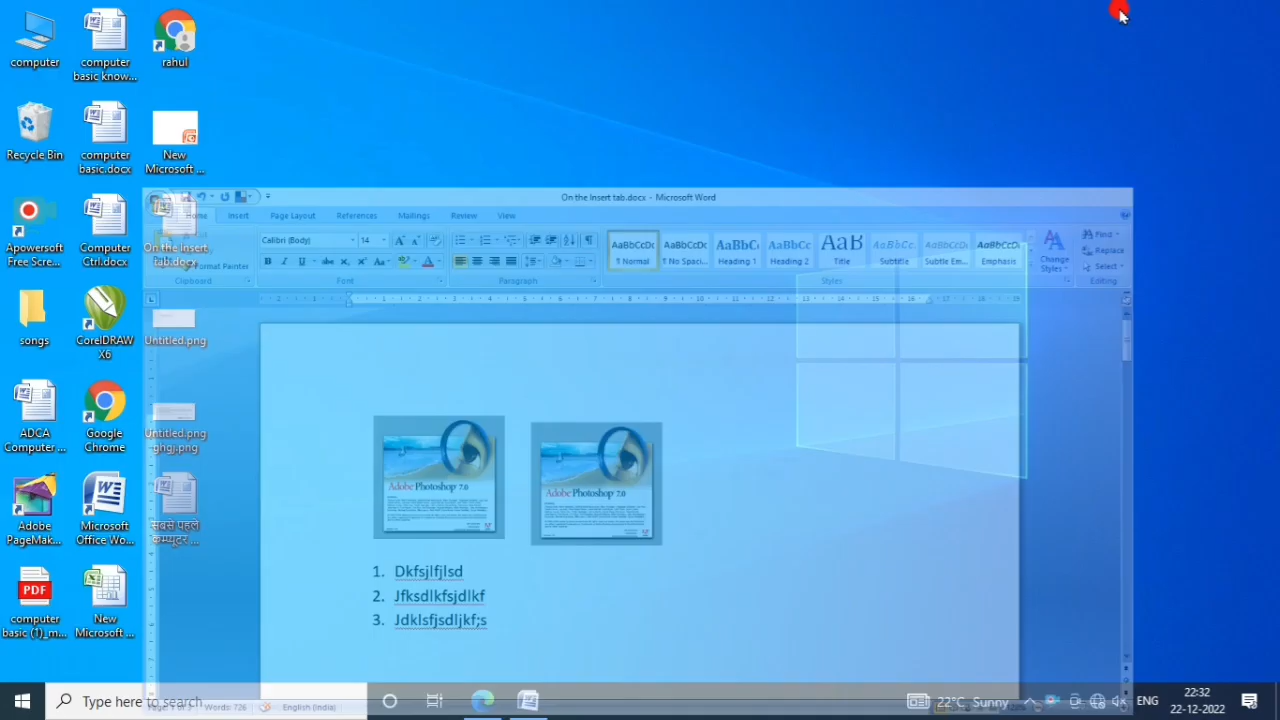 computer
computer
basic know...
rahul
Recycle Bin
computer
basic.docx
New
Microsoft ...
Apowersoft
Free Scree...
Computer
Ctrl.docx
On the Insert
tab.docx
songs
CorelDRAW
X6
Untitled.png
ADCA
Computer ...
Google
Chrome
Untitled.png
ghgj.png
Adobe
PageMak...
Microsoft
Office Wo...
सबसे पहले
कम्प्यूटर ...
PDF
computer
basic (1)_m...
New
Microsoft ...
On the Insert tab.docx - Microsoft Word
Home Insert Page Layout References Mailings Review View
Calibri (Body) 14
Format Painter
Clipboard Font Paragraph Styles Editing
AaBbCcDc AaBbCcDc AaBbC AaBbCc AaB AaBbCc. AaBbCcDc AaBbCcDc
¶ Normal ¶ No Spaci... Heading 1 Heading 2 Title Subtitle Subtle Em... Emphasis
Change
Styles
Find
Replace
Select
Adobe Photoshop 7.0
Adobe Photoshop 7.0
1. Dkfsjlfjlsd
2. Jfksdlkfsjdlkf
3. Jdklsfjsdljkf;s
Words: 726 English (India)
Type here to search
22°C Sunny
ENG
22:32
22-12-2022